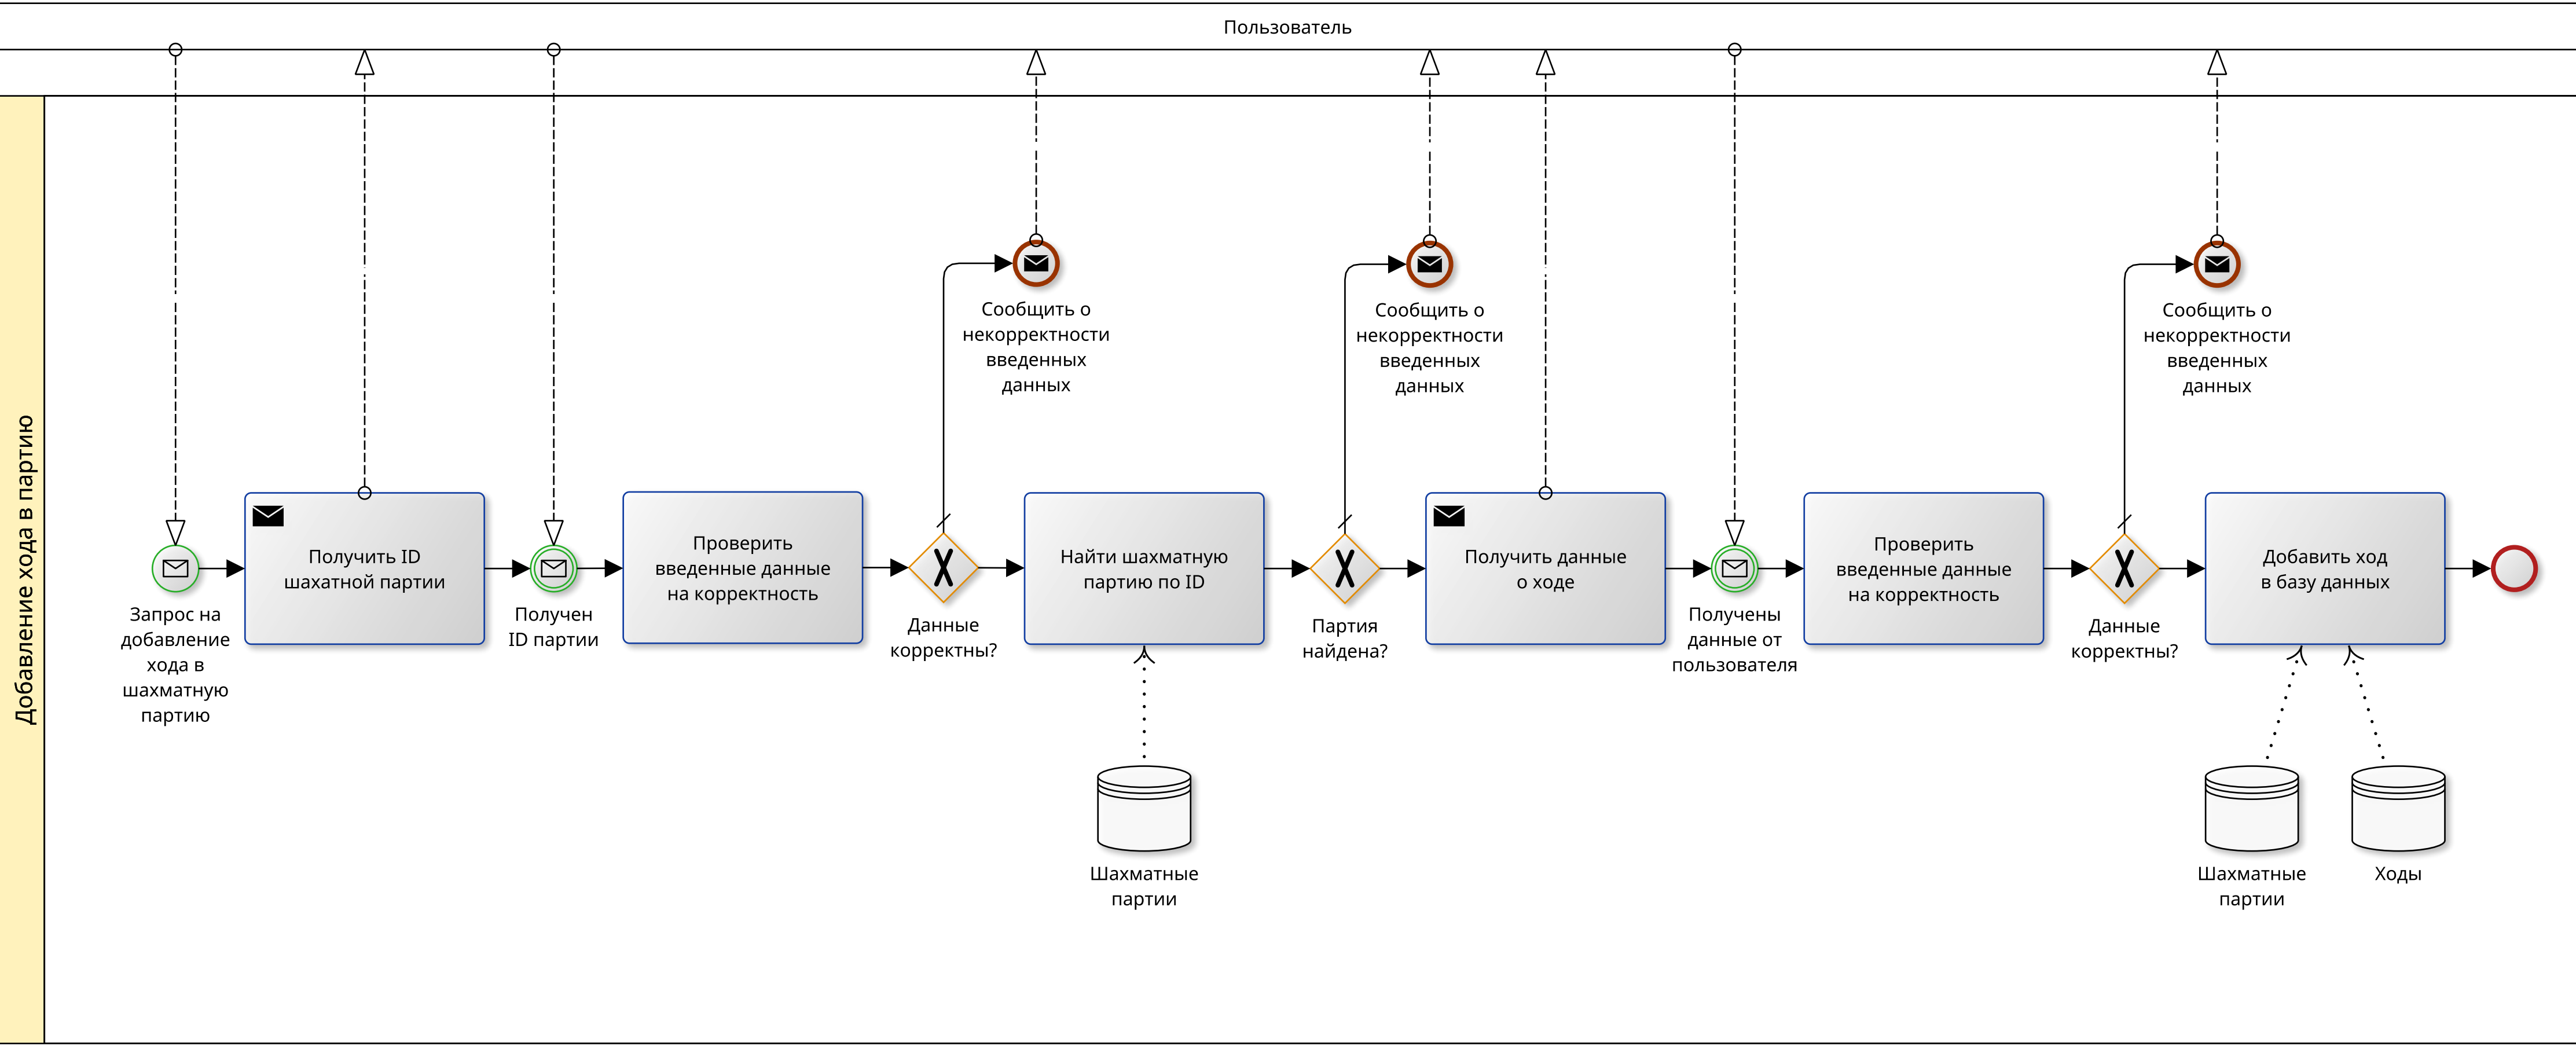 Пользователь
Добавление хода в партию
Запрос на
добавление
хода в
шахматную
партию
Получить ID
шахатной партии
Получен
ID партии
Проверить
введенные данные
на корректность
Данные
корректны?
Сообщить о
некорректности
введенных
данных
Найти шахматную
партию по ID
Шахматные
партии
Партия
найдена?
Сообщить о
некорректности
введенных
данных
Получить данные
о ходе
Получены
данные от
пользователя
Проверить
введенные данные
на корректность
Данные
корректны?
Сообщить о
некорректности
введенных
данных
Добавить ход
в базу данных
Шахматные
партии
Ходы